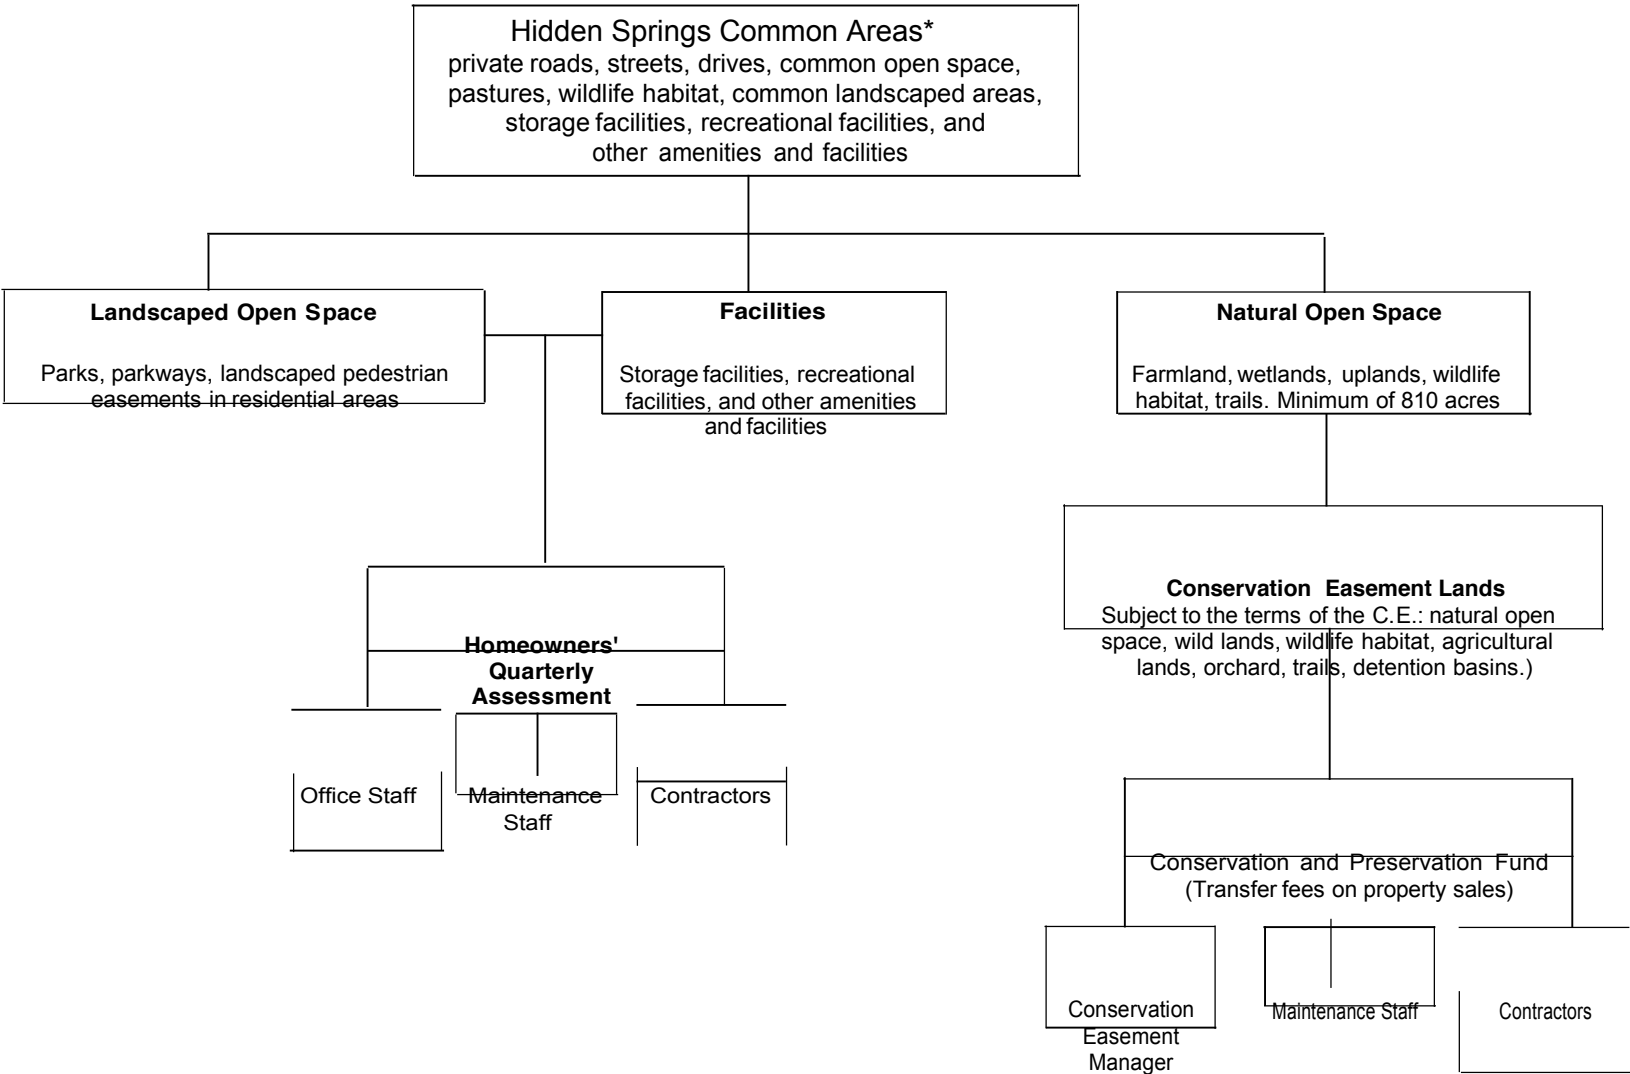 Hidden Springs Common Areas*
private roads, streets, drives, common open space,
pastures, wildlife habitat, common landscaped areas,
storage facilities, recreational facilities, and
other amenities and facilities
Landscaped Open Space
Parks, parkways, landscaped pedestrian
easements in residential areas
Facilities
Storage facilities, recreational
facilities, and other amenities
and facilities
Natural Open Space
Farmland, wetlands, uplands, wildlife
habitat, trails. Minimum of 810 acres
Homeowners'
Quarterly
Assessment
Office Staff
Maintenance
Staff
Contractors
Conservation Easement Lands
Subject to the terms of the C.E.: natural open
space, wild lands, wildlife habitat, agricultural
lands, orchard, trails, detention basins.)
Conservation and Preservation Fund
(Transfer fees on property sales)
Conservation
Easement
Manager
Maintenance Staff
Contractors